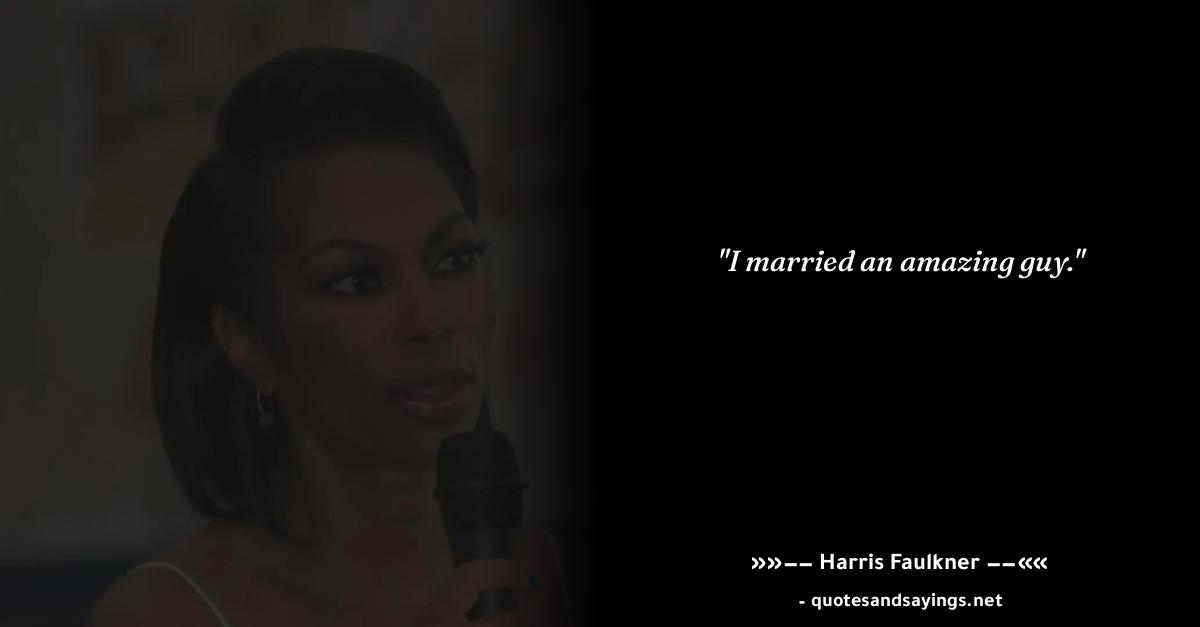 "I married an amazing guy."
»»–– Harris Faulkner ––««
- quotesandsayings.net